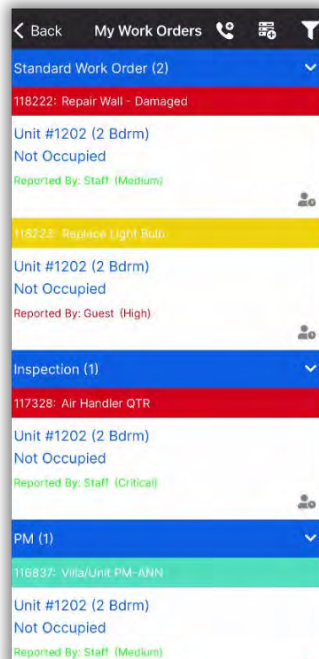 Back My Work Orders
Standard Work Order (2)
118222: Repair Wall - Damaged
Unit #1202 (2 Bdrm)
Not Occupied
Reported By: Staff (Medium)
118223: Replace Light Bulb
Unit #1202 (2 Bdrm)
Not Occupied
Reported By: Guest (High)
Inspection (1)
117328: Air Handler QTR
Unit #1202 (2 Bdrm)
Not Occupied
Reported By: Staff (Critical)
PM (1)
116837: Villa/Unit PM-ANN
Unit #1202 (2 Bdrm)
Not Occupied
Reported By: Staff (Medium)